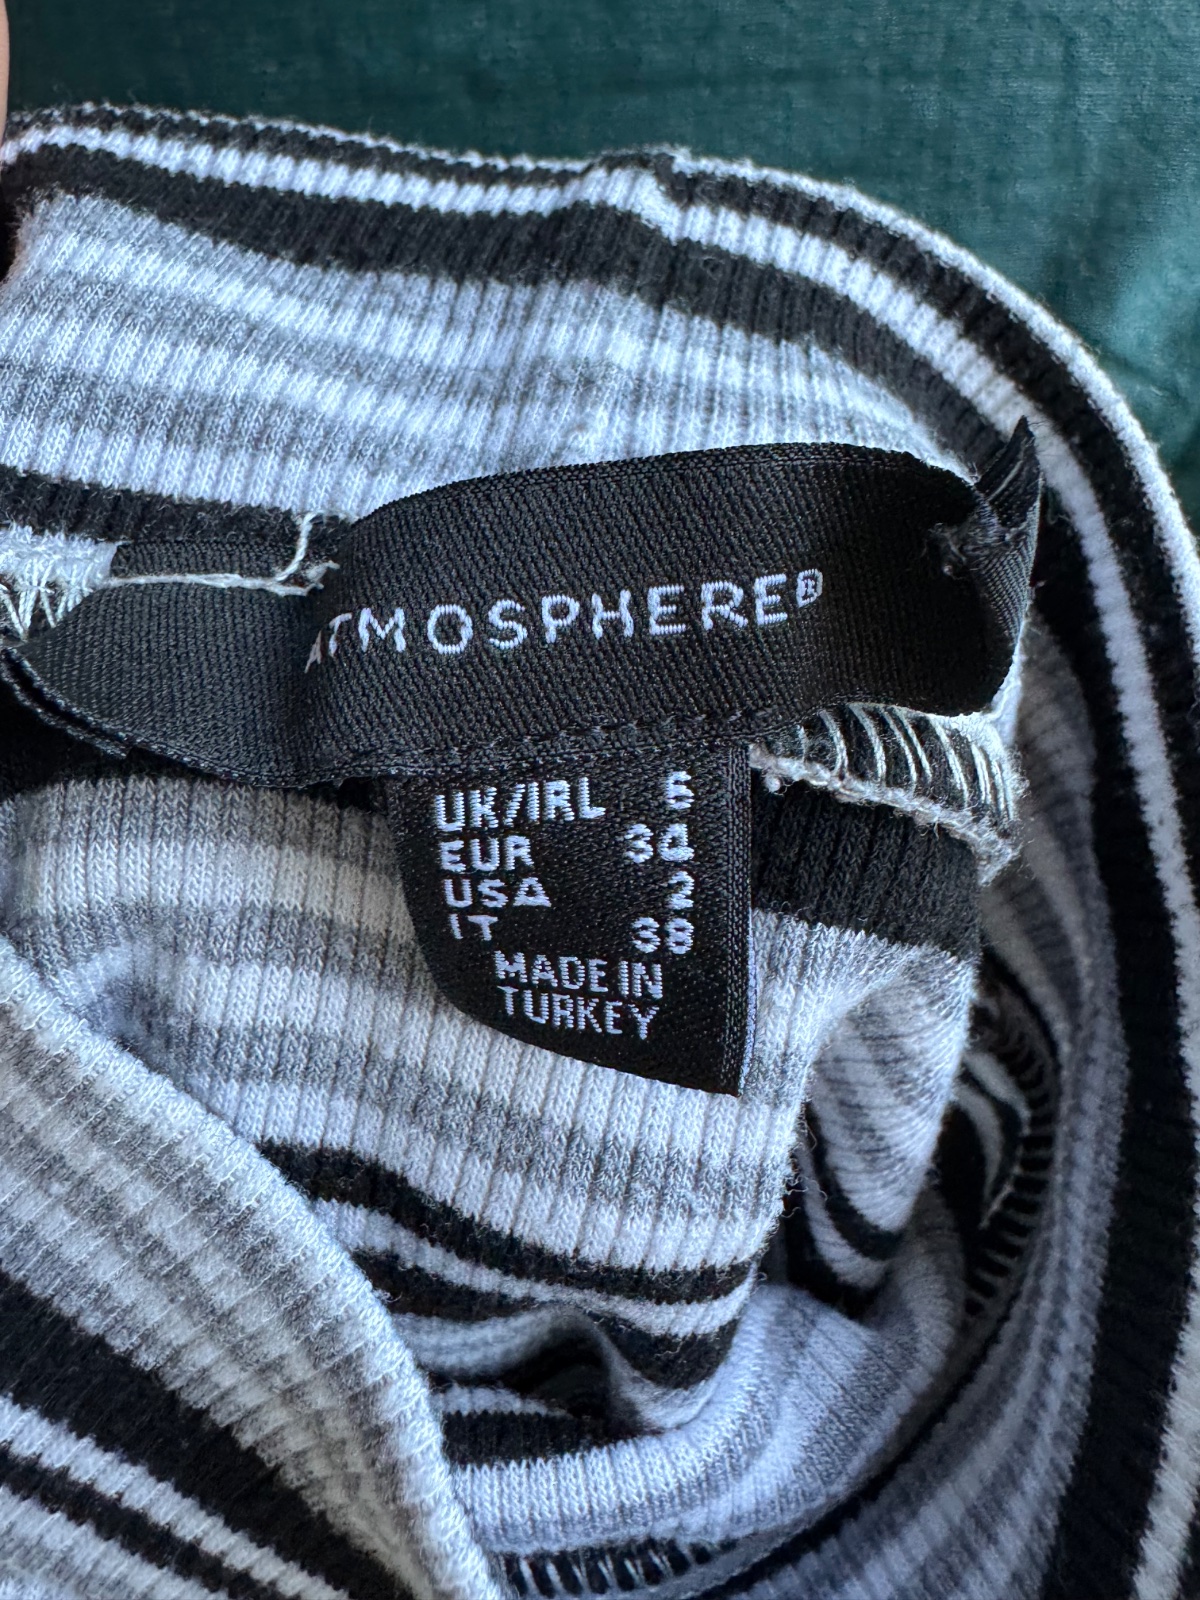 ATMOSPHERE®
UK/IRL 6
EUR 34
USA 2
IT 38
MADE IN
TURKEY